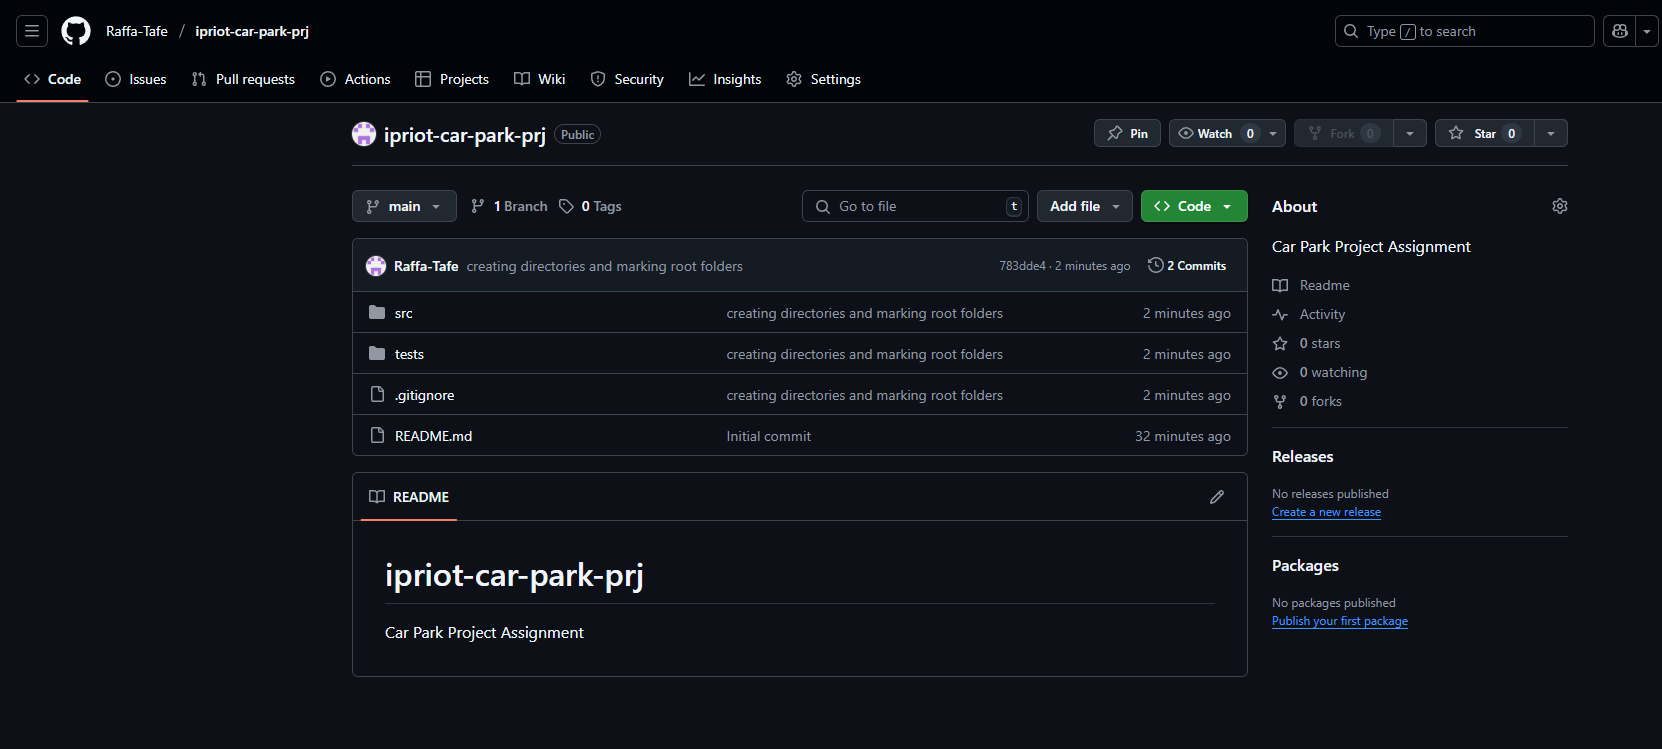 Raffa-Tafe / ipriot-car-park-prj
Type / to search
Code Issues Pull requests Actions Projects Wiki Security Insights Settings
ipriot-car-park-prj Public
Pin Watch 0 Fork 0 Star 0
main 1 Branch 0 Tags Go to file t Add file Code
Raffa-Tafe creating directories and marking root folders 783dde4 · 2 minutes ago 2 Commits
src creating directories and marking root folders 2 minutes ago
tests creating directories and marking root folders 2 minutes ago
.gitignore creating directories and marking root folders 2 minutes ago
README.md Initial commit 32 minutes ago
README
ipriot-car-park-prj
Car Park Project Assignment
About
Car Park Project Assignment
Readme
Activity
0 stars
0 watching
0 forks
Releases
No releases published
Create a new release
Packages
No packages published
Publish your first package